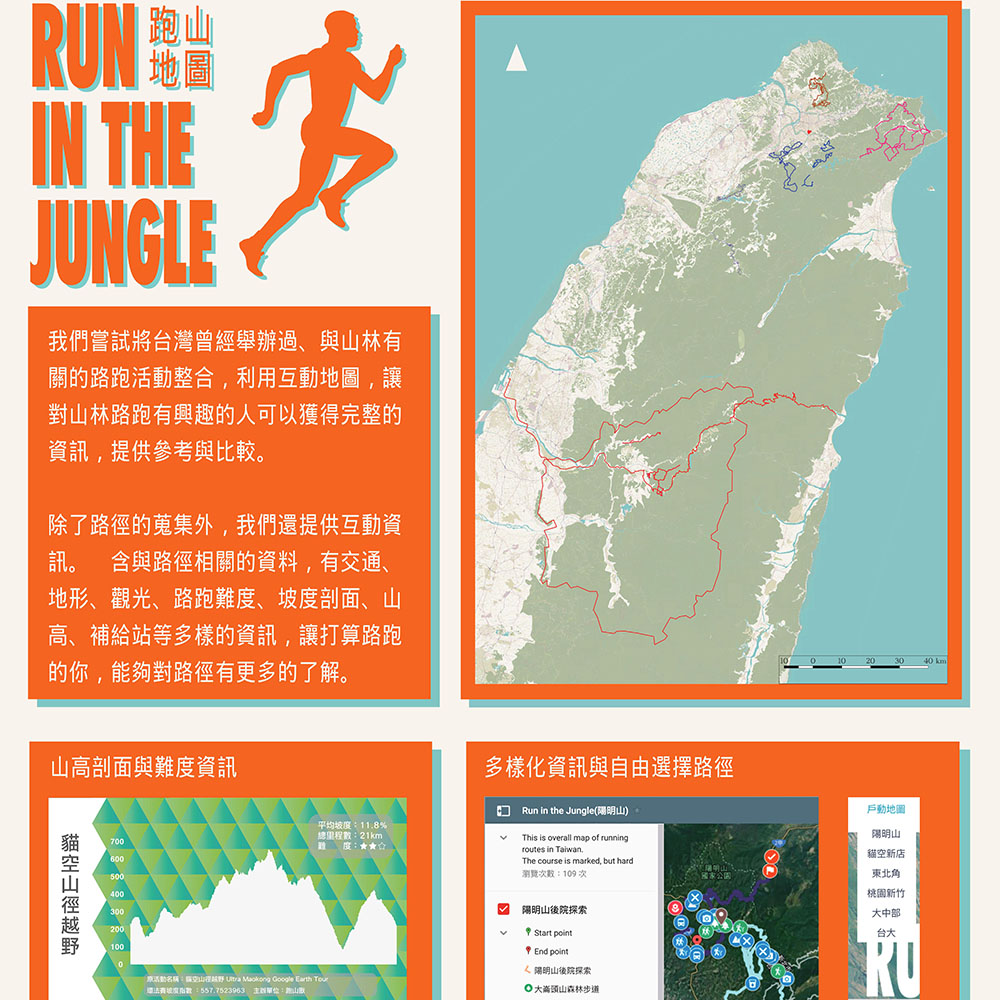 RUN
跑山
地圖
IN THE
JUNGLE
我們嘗試將台灣曾經舉辦過、與山林有
關的路跑活動整合，利用互動地圖，讓
對山林路跑有興趣的人可以獲得完整的
資訊，提供參考與比較。
除了路徑的蒐集外，我們還提供互動資
訊。　含與路徑相關的資料，有交通、
地形、觀光、路跑難度、坡度剖面、山
高、補給站等多樣的資訊，讓打算路跑
的你，能夠對路徑有更多的了解。
10 0 10 20 30 40 km
山高剖面與難度資訊
貓空山徑越野
平均坡度：11.8%
總里程數：21km
難　度：★★☆
700
600
500
400
300
200
100
0
原活動名稱：貓空山徑越野 Ultra Maokong Google Earth Tour
環法賽坡度指數：557.7523963　主辦單位：跑山獸
多樣化資訊與自由選擇路徑
Run in the Jungle(陽明山)
This is overall map of running
routes in Taiwan.
The course is marked, but hard
瀏覽次數：109 次
陽明山後院探索
Start point
End point
陽明山後院探索
大崙頭山森林步道
陽明山
國家公園
戶動地圖
陽明山
貓空新店
東北角
桃園新竹
大中部
台大
RU